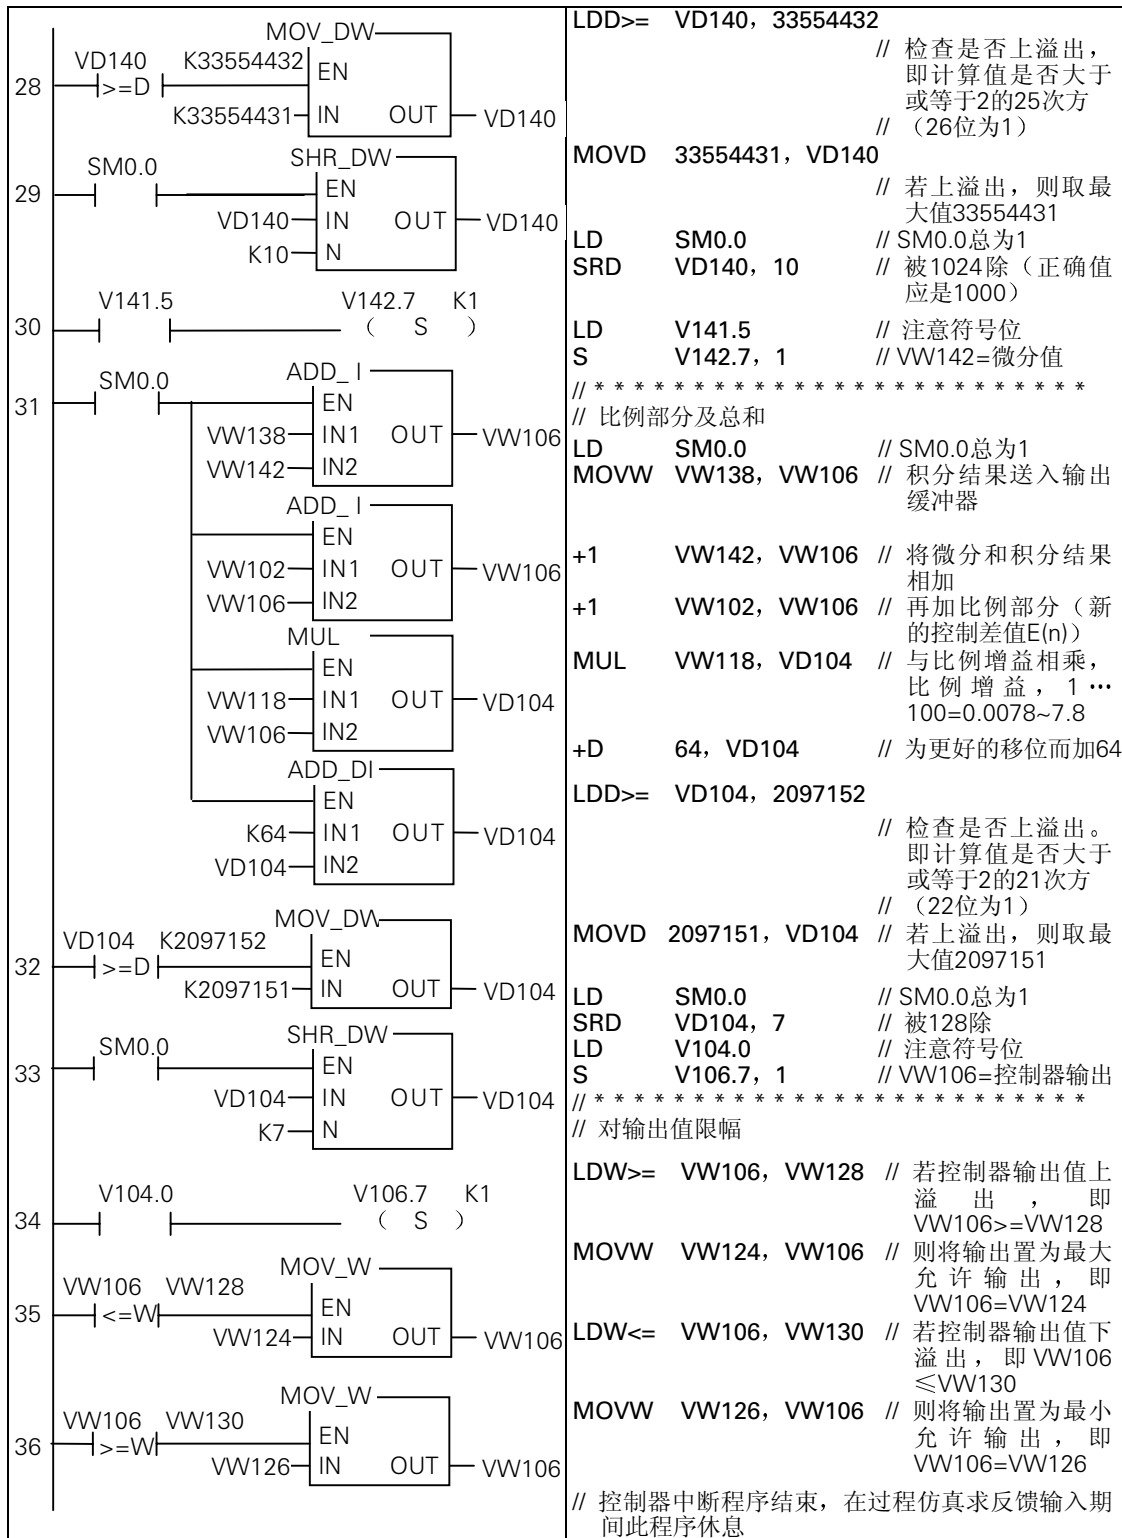 MOV_DW
VD140 K33554432
EN
28
>=D
K33554431 IN OUT VD140
SHR_DW
SM0.0
EN
29
VD140 IN OUT VD140
K10 N
V141.5 V142.7 K1
30
( S )
ADD_ I
SM0.0
EN
31
VW138 IN1 OUT VW106
VW142 IN2
ADD_ I
EN
VW102 IN1 OUT VW106
VW106 IN2
MUL
EN
VW118 IN1 OUT VD104
VW106 IN2
ADD_DI
EN
K64 IN1 OUT VD104
VD104 IN2
MOV_DW
VD104 K2097152
EN
32
>=D
K2097151 IN OUT VD104
SHR_DW
SM0.0
EN
33
VD104 IN OUT VD104
K7 N
V104.0 V106.7 K1
34
( S )
MOV_W
VW106 VW128
EN
35
<=W
VW124 IN OUT VW106
MOV_W
VW106 VW130
EN
36
>=W
VW126 IN OUT VW106
LDD>= VD140，33554432
// 检查是否上溢出，
即计算值是否大于
或等于2的25次方
// （26位为1）
MOVD 33554431，VD140
// 若上溢出，则取最
大值33554431
LD SM0.0 // SM0.0总为1
SRD VD140，10 // 被1024除（正确值
应是1000）
LD V141.5 // 注意符号位
S V142.7，1 // VW142=微分值
// * * * * * * * * * * * * * * * * * * * * * * * * *
// 比例部分及总和
LD SM0.0 // SM0.0总为1
MOVW VW138，VW106 // 积分结果送入输出
缓冲器
+1 VW142，VW106 // 将微分和积分结果
相加
+1 VW102，VW106 // 再加比例部分（新
的控制差值E(n)）
MUL VW118，VD104 // 与比例增益相乘，
比例增益，1…
100=0.0078~7.8
+D 64，VD104 // 为更好的移位而加64
LDD>= VD104，2097152
// 检查是否上溢出。
即计算值是否大于
或等于2的21次方
// （22位为1）
MOVD 2097151，VD104 // 若上溢出，则取最
大值2097151
LD SM0.0 // SM0.0总为1
SRD VD104，7 // 被128除
LD V104.0 // 注意符号位
S V106.7，1 // VW106=控制器输出
// * * * * * * * * * * * * * * * * * * * * * * * * *
// 对输出值限幅
LDW>= VW106，VW128 // 若控制器输出值上
溢出，即
VW106>=VW128
MOVW VW124，VW106 // 则将输出置为最大
允许输出，即
VW106=VW124
LDW<= VW106，VW130 // 若控制器输出值下
溢出，即 VW106
≤VW130
MOVW VW126，VW106 // 则将输出置为最小
允许输出，即
VW106=VW126
// 控制器中断程序结束，在过程仿真求反馈输入期
间此程序休息